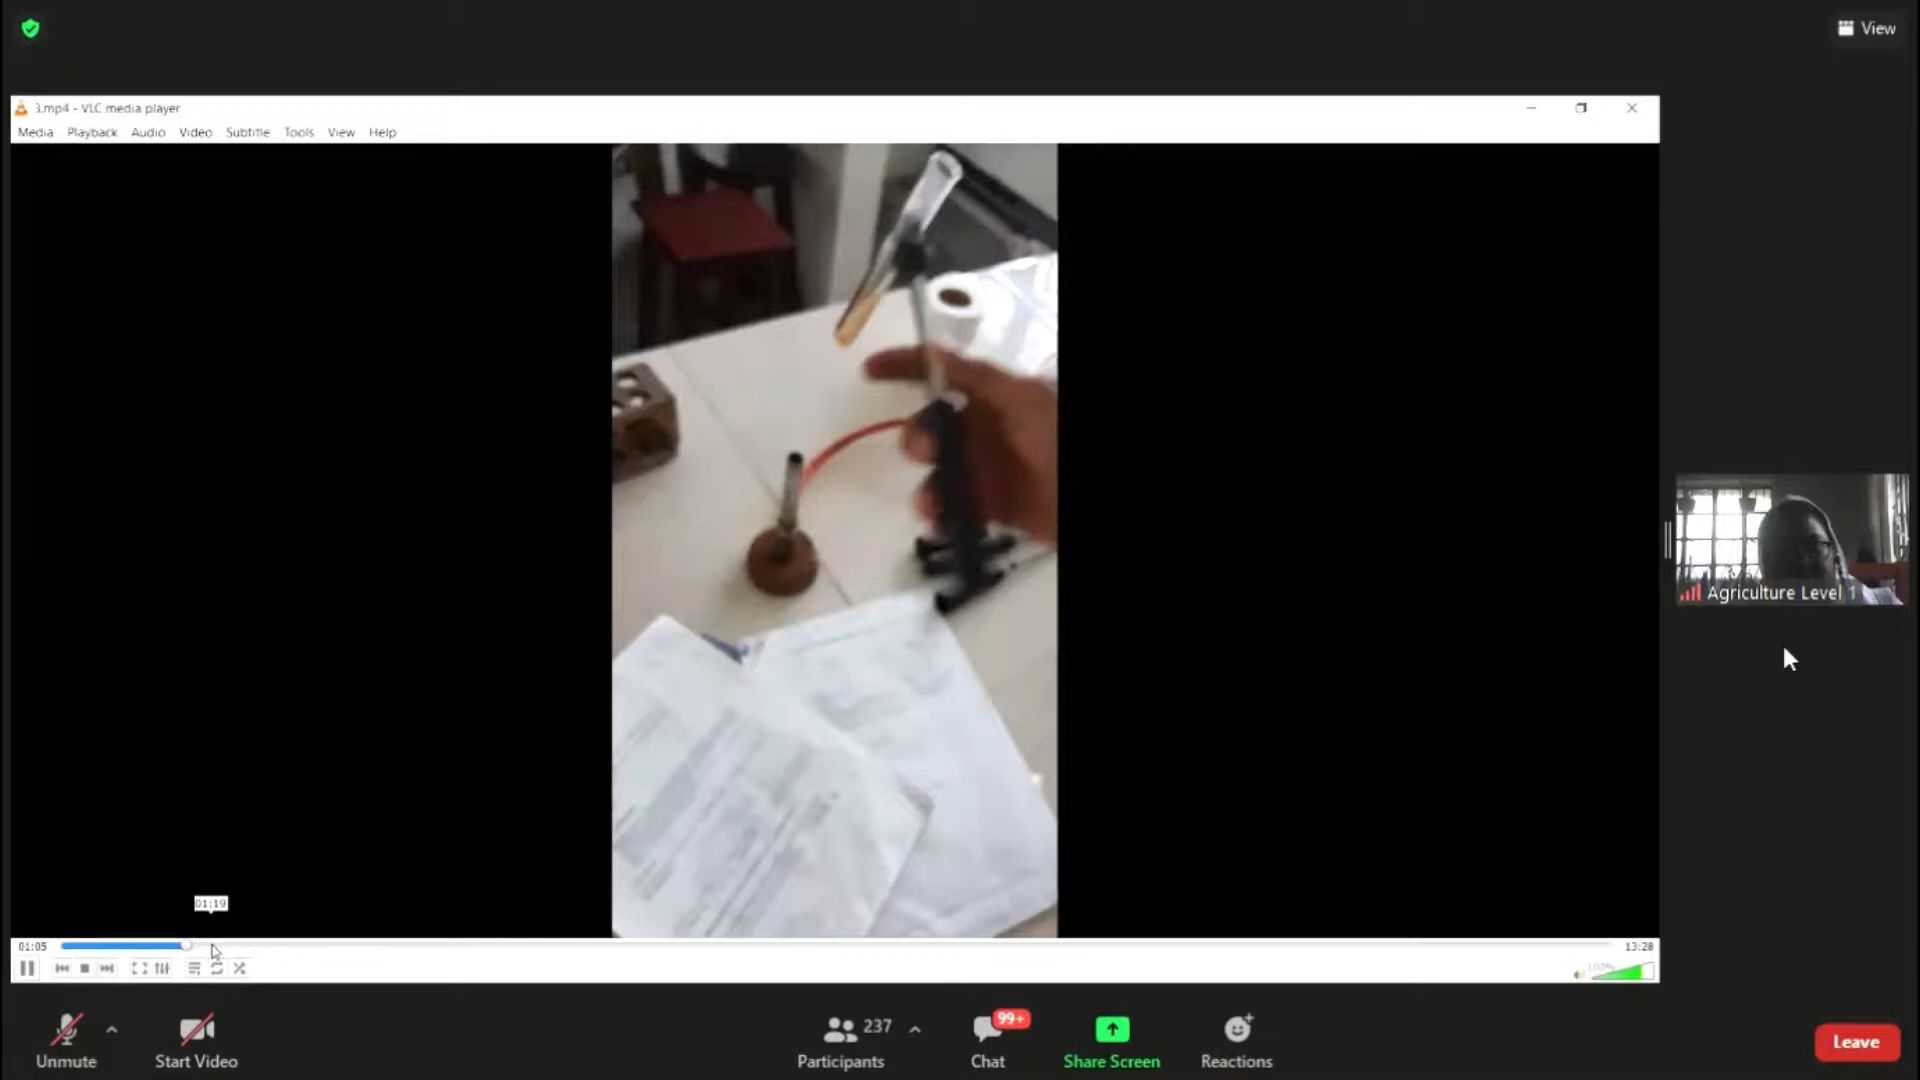 View
3.mp4 - VLC media player
Media Playback Audio Video Subtitle Tools View Help
Agriculture Level 1
01:19
01:05
13:28
100%
237
99+
Unmute
Start Video
Participants
Chat
Share Screen
Reactions
Leave